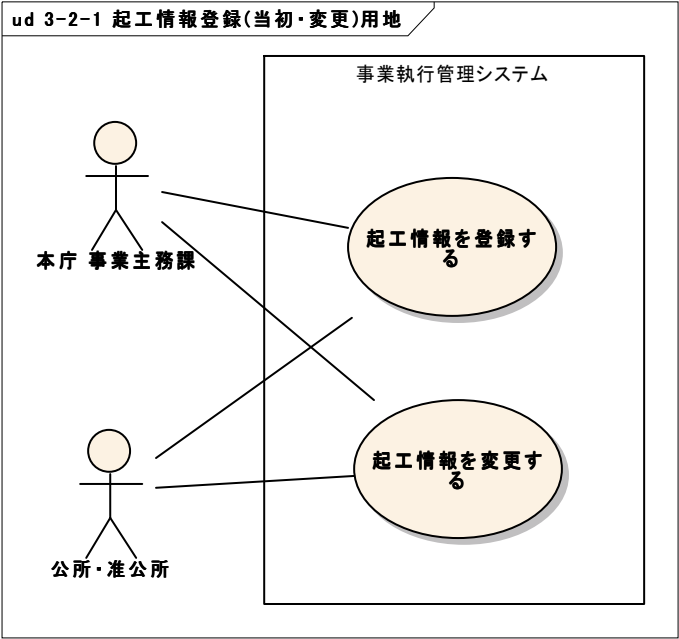 ud 3-2-1 起工情報登録(当初・変更)用地
事業執行管理システム
起工情報を登録す
る
本庁 事業主務課
起工情報を変更す
る
公所・准公所